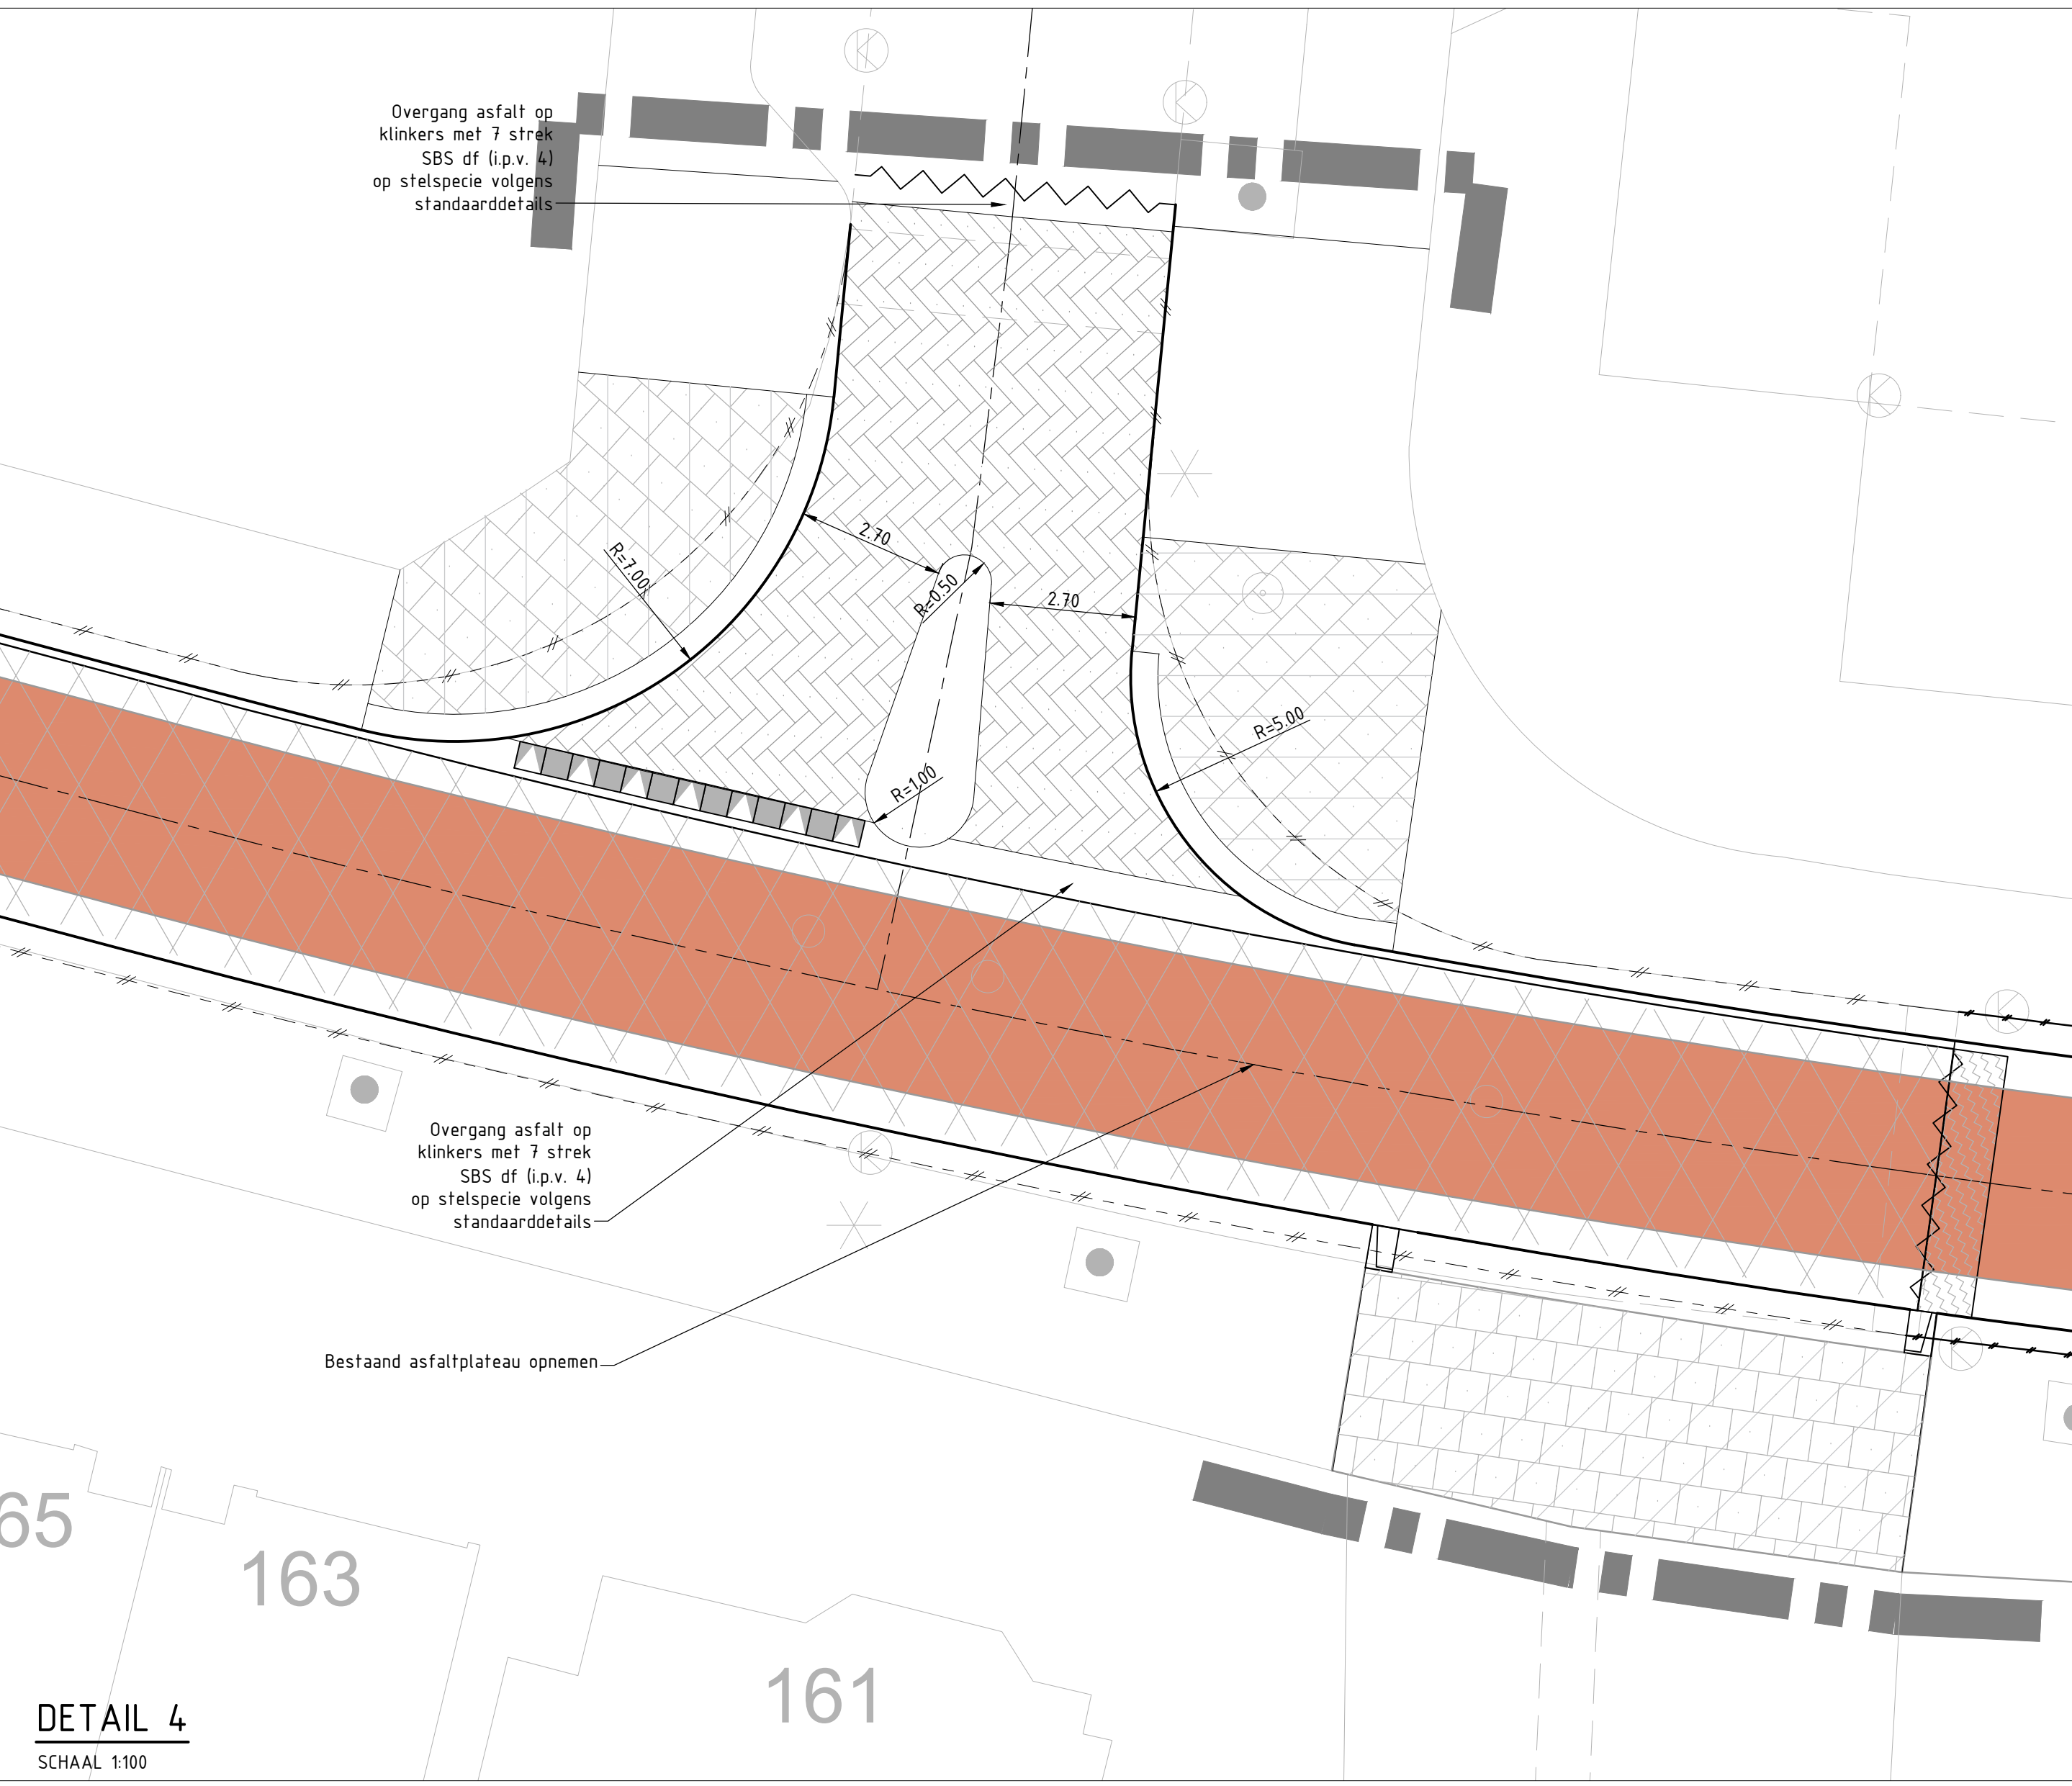 Overgang asfalt op
klinkers met 7 strek
SBS df (i.p.v. 4)
op stelspecie volgens
standaarddetails
2.70
R=7.00
R=0.50
2.70
R=5.00
R=1.00
Overgang asfalt op
klinkers met 7 strek
SBS df (i.p.v. 4)
op stelspecie volgens
standaarddetails
Bestaand asfaltplateau opnemen
65
163
161
DETAIL 4
SCHAAL 1:100